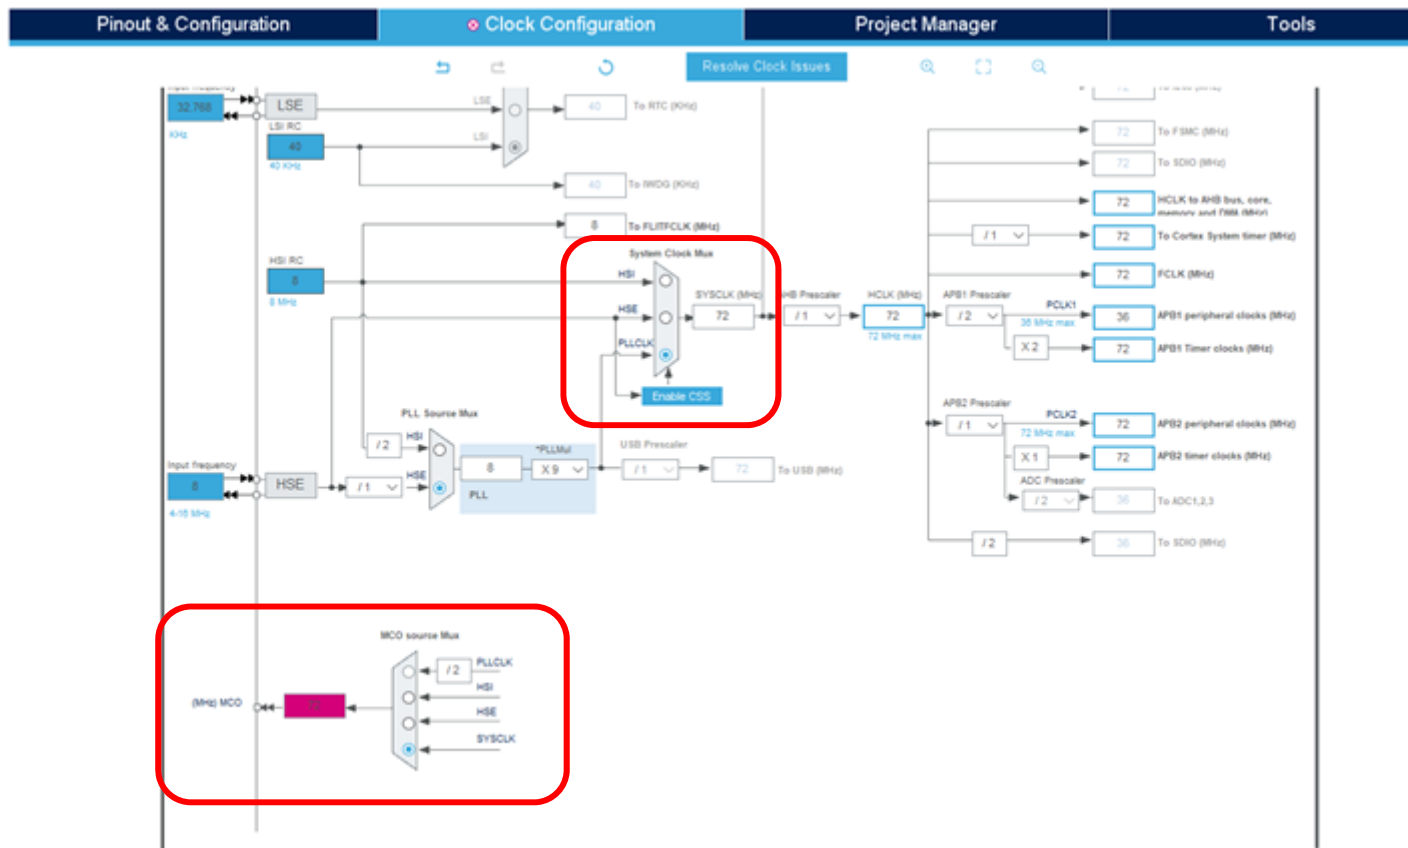 Pinout & Configuration
Clock Configuration
Project Manager
Tools
Resolve Clock Issues
32.768
KHz
LSE
LSI RC
40
40 KHz
LSE
LSI
40
To RTC (KHz)
40
To IWDG (KHz)
8
To FLITFCLK (MHz)
HSI RC
8
8 MHz
System Clock Mux
HSI
HSE
PLLCLK
SYSCLK (MHz)
72
Enable CSS
AHB Prescaler
/ 1
HCLK (MHz)
72
72 MHz max
72
To FSMC (MHz)
72
To SDIO (MHz)
72
HCLK to AHB bus, core,
memory and DMA (MHz)
/ 1
72
To Cortex System timer (MHz)
72
FCLK (MHz)
APB1 Prescaler
/ 2
PCLK1
36 MHz max
36
APB1 peripheral clocks (MHz)
X 2
72
APB1 Timer clocks (MHz)
APB2 Prescaler
/ 1
PCLK2
72 MHz max
72
APB2 peripheral clocks (MHz)
X 1
72
APB2 timer clocks (MHz)
ADC Prescaler
/ 2
36
To ADC1,2,3
/ 2
36
To SDIO (MHz)
PLL Source Mux
/ 2
HSI
HSE
Input frequency
8
4-16 MHz
HSE
/ 1
8
*PLLMul
X 9
PLL
USB Prescaler
/ 1
72
To USB (MHz)
MCO source Mux
PLLCLK
/ 2
HSI
HSE
SYSCLK
(MHz) MCO
72